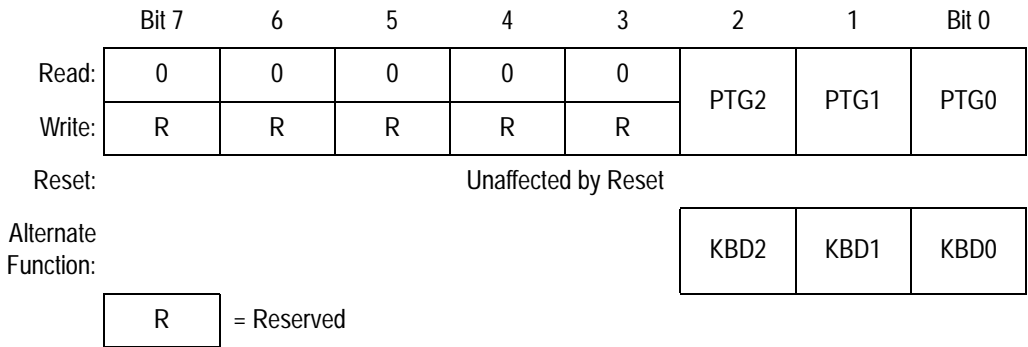 Bit 7 6 5 4 3 2 1 Bit 0
Read: 0 0 0 0 0 PTG2 PTG1 PTG0
Write: R R R R R
Reset: Unaffected by Reset
Alternate
Function: KBD2 KBD1 KBD0
R = Reserved